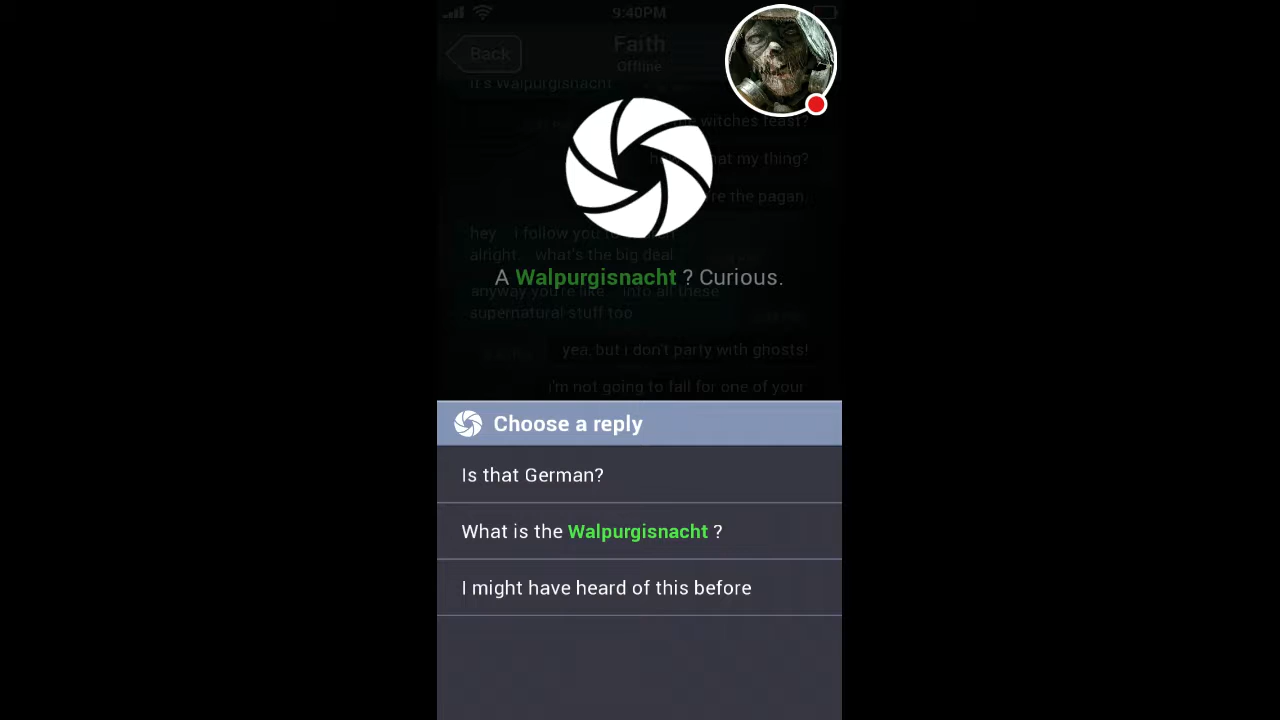 9:40PM
Back
Faith
Offline
It's Walpurgisnacht
witches feast?
at my thing?
re the pagan.
hey i follow you
alright what's the big deal
A Walpurgisnacht ? Curious.
anyway you're like into all these
supernatural stuff too
yea, but i don't party with ghosts!
i'm not going to fall for one of your
Choose a reply
Is that German?
What is the Walpurgisnacht ?
I might have heard of this before